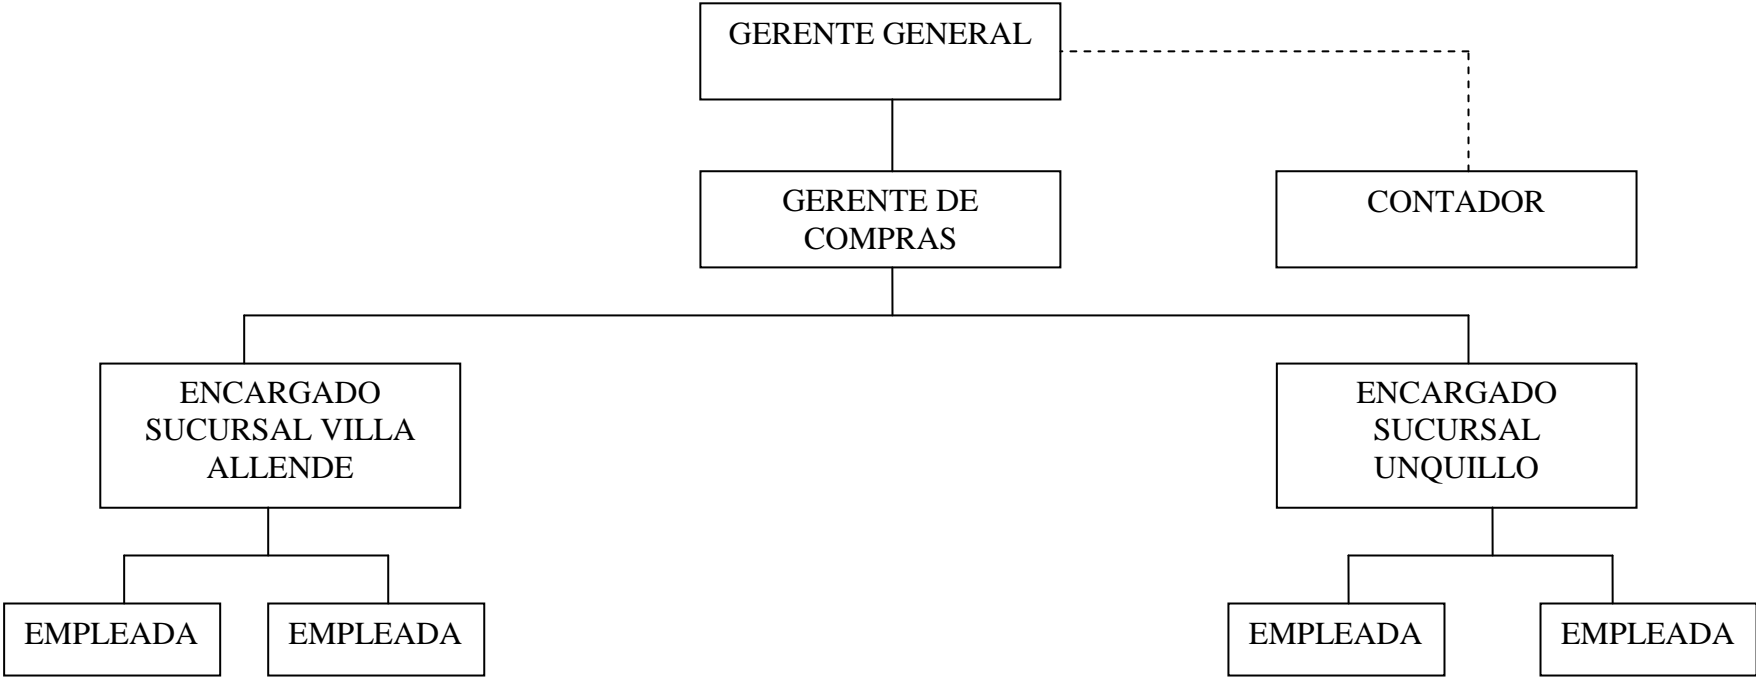 GERENTE GENERAL
GERENTE DE
COMPRAS
CONTADOR
ENCARGADO
SUCURSAL VILLA
ALLENDE
ENCARGADO
SUCURSAL
UNQUILLO
EMPLEADA
EMPLEADA
EMPLEADA
EMPLEADA